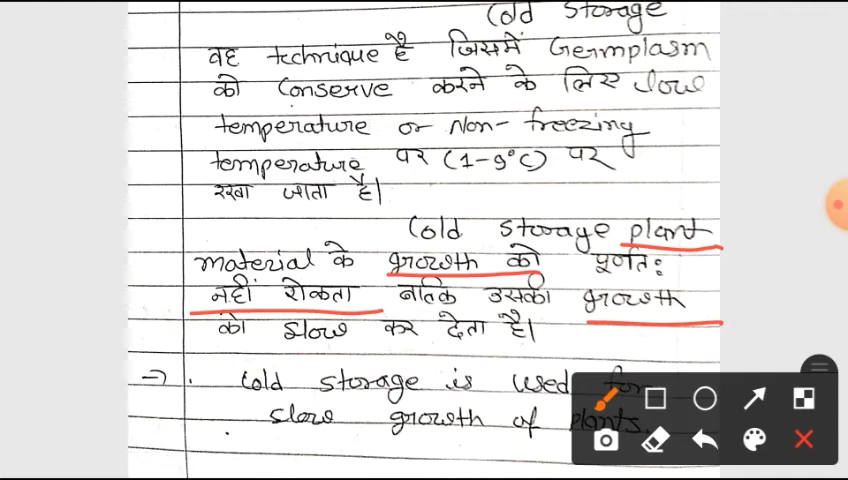 Cold Storage
वह technique है जिसमें Germplasm
को Conserve करने के लिए low
temperature or Non-freezing
temperature पर (1-9°C) पर
रखा जाता है।
Cold storage plant
material के growth को पूर्णतः
नहीं रोकता बल्कि उसकी growth
को slow कर देता है।
→ . Cold storage is used for
slow growth of plants.